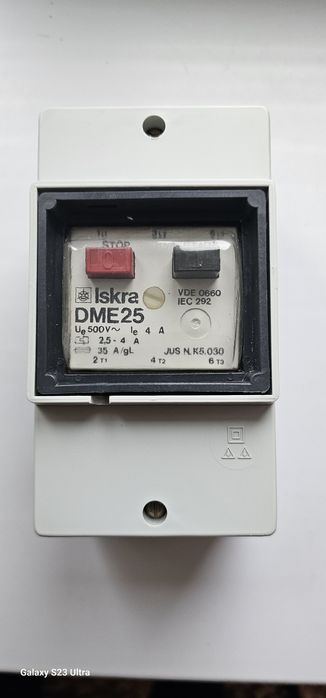 STOP
Iskra
DME25
VDE 0660
IEC 292
Ue 500V~ Ie 4 A
2,5 - 4 A
35 A/gL
JUS N.K5.030
2 T1 4 T2 6 T3
Galaxy S23 Ultra